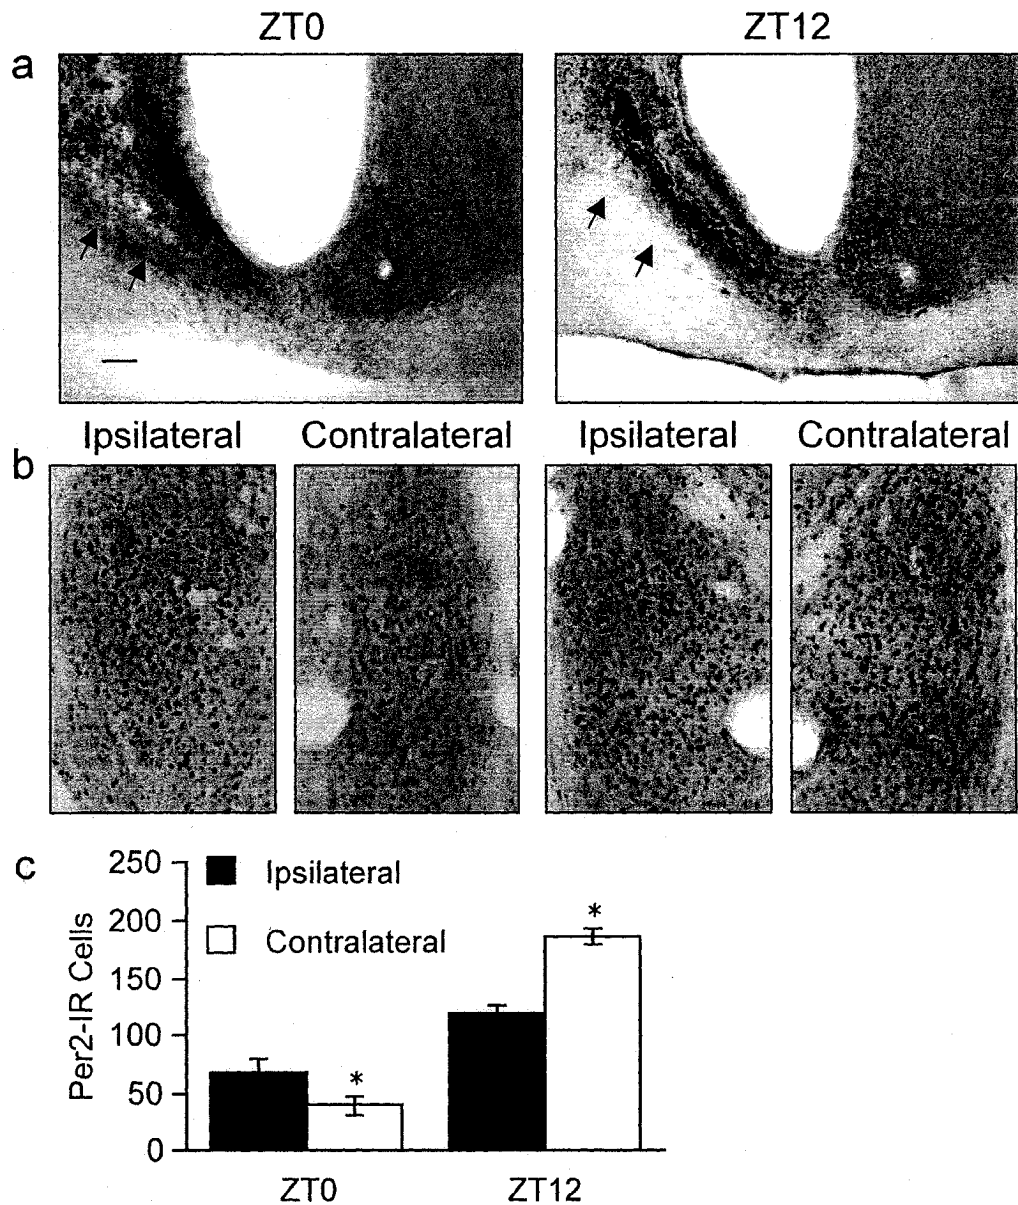 ZT0 ZT12
a
Ipsilateral Contralateral Ipsilateral Contralateral
b
c
250
200
150
100
50
0
Per2-IR Cells
Ipsilateral
Contralateral
*
*
ZT0 ZT12